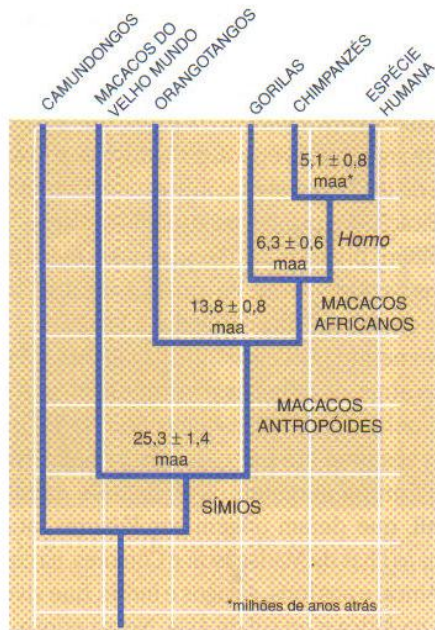 CAMUNDONGOS
MACACOS DO
VELHO MUNDO
ORANGOTANGOS
GORILAS
CHIMPANZÉS
ESPÉCIE
HUMANA
5,1 ± 0,8
maa*
6,3 ± 0,6
maa
Homo
13,8 ± 0,8
maa
MACACOS
AFRICANOS
MACACOS
ANTROPÓIDES
25,3 ± 1,4
maa
SÍMIOS
*milhões de anos atrás